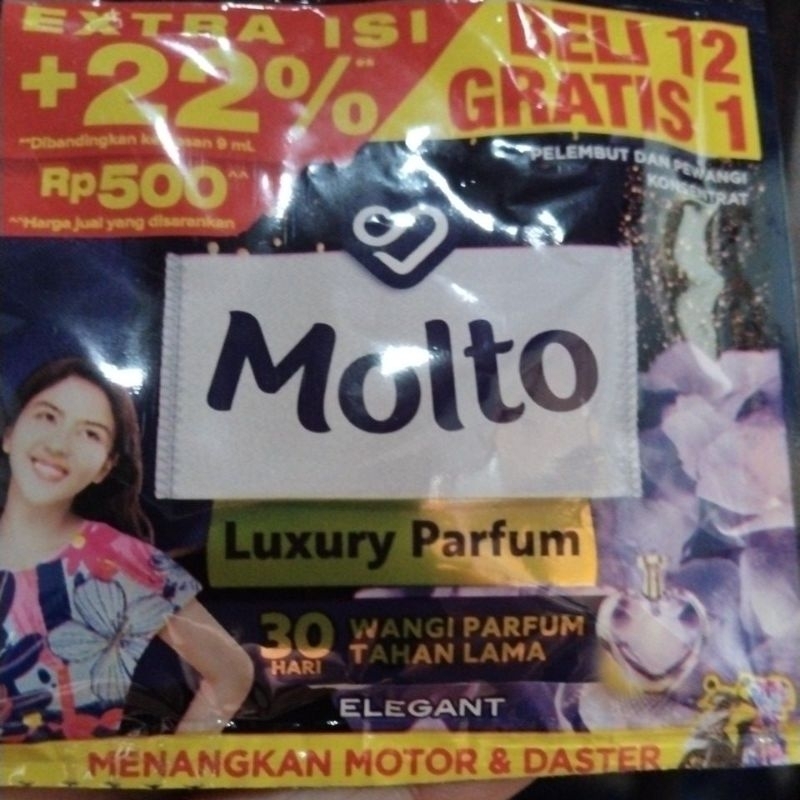 EXTRA ISI
+22%**
**Dibandingkan kemasan 9 mL
Rp500^^
^^Harga jual yang disarankan
BELI 12
GRATIS 1
PELEMBUT DAN PEWANGI
KONSENTRAT
Molto
Luxury Parfum
30
HARI
WANGI PARFUM
TAHAN LAMA
ELEGANT
MENANGKAN MOTOR & DASTER